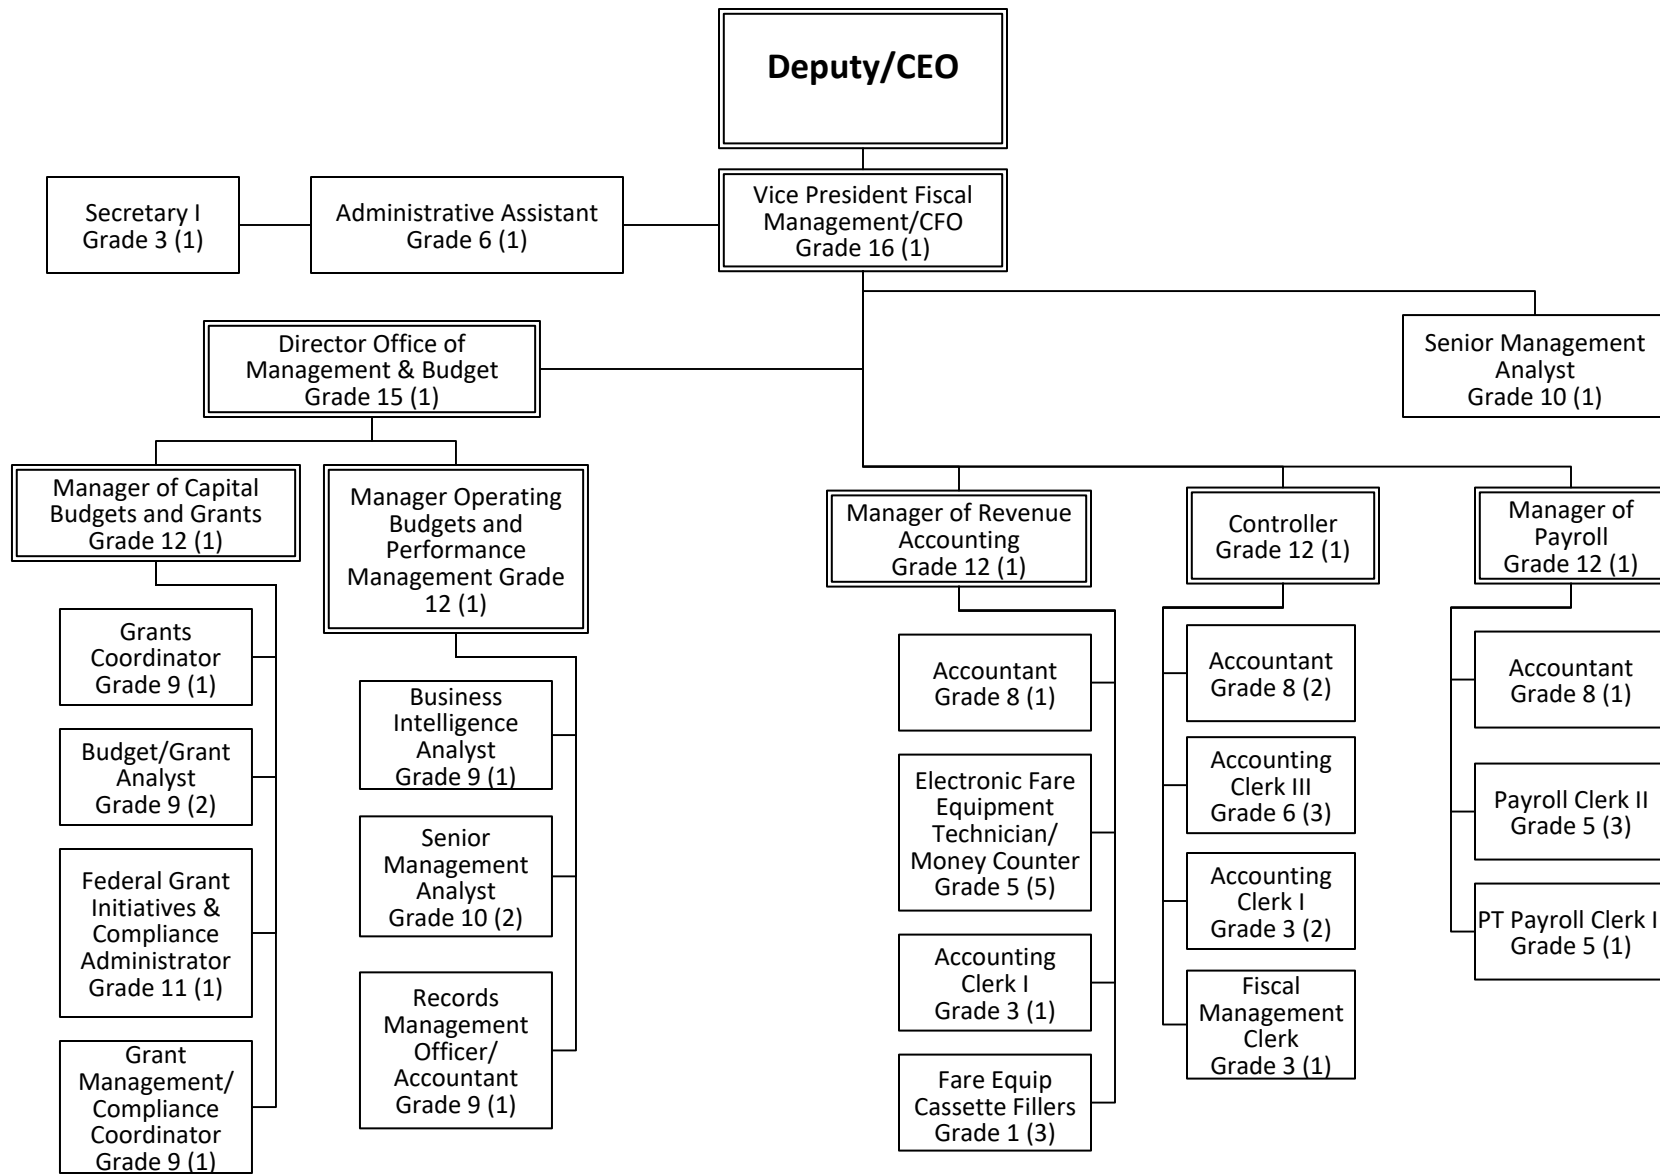 Deputy/CEO
Secretary I
Grade 3 (1)
Administrative Assistant
Grade 6 (1)
Vice President Fiscal
Management/CFO
Grade 16 (1)
Director Office of
Management & Budget
Grade 15 (1)
Senior Management
Analyst
Grade 10 (1)
Manager of Capital
Budgets and Grants
Grade 12 (1)
Manager Operating
Budgets and
Performance
Management Grade
12 (1)
Manager of Revenue
Accounting
Grade 12 (1)
Controller
Grade 12 (1)
Manager of
Payroll
Grade 12 (1)
Grants
Coordinator
Grade 9 (1)
Budget/Grant
Analyst
Grade 9 (2)
Federal Grant
Initiatives &
Compliance
Administrator
Grade 11 (1)
Grant
Management/
Compliance
Coordinator
Grade 9 (1)
Business
Intelligence
Analyst
Grade 9 (1)
Senior
Management
Analyst
Grade 10 (2)
Records
Management
Officer/
Accountant
Grade 9 (1)
Accountant
Grade 8 (1)
Electronic Fare
Equipment
Technician/
Money Counter
Grade 5 (5)
Accounting
Clerk I
Grade 3 (1)
Fare Equip
Cassette Fillers
Grade 1 (3)
Accountant
Grade 8 (2)
Accounting
Clerk III
Grade 6 (3)
Accounting
Clerk I
Grade 3 (2)
Fiscal
Management
Clerk
Grade 3 (1)
Accountant
Grade 8 (1)
Payroll Clerk II
Grade 5 (3)
PT Payroll Clerk I
Grade 5 (1)